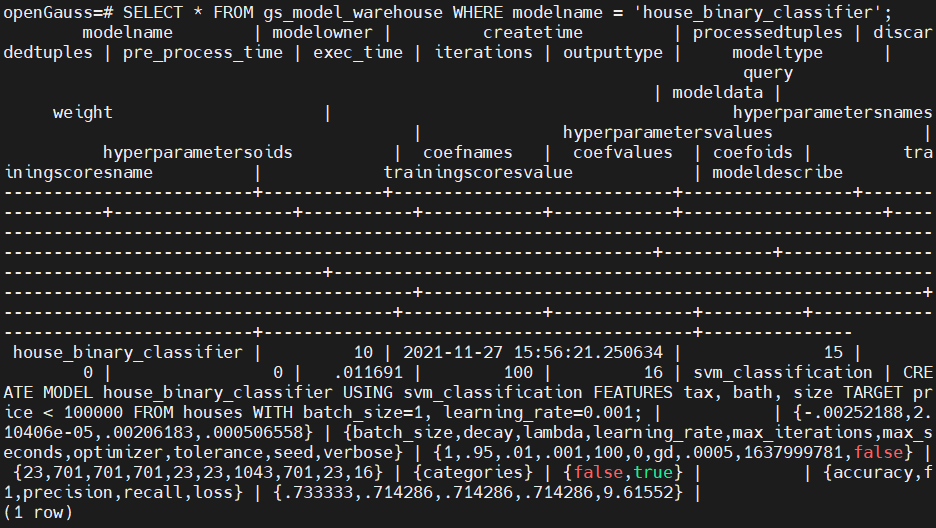 openGauss=# SELECT * FROM gs_model_warehouse WHERE modelname = 'house_binary_classifier';
        modelname        | modelowner |         createtime         | processedtuples | discar
dedtuples | pre_process_time | exec_time | iterations | outputtype |     modeltype      |
                                                                          query
                                                                 | modeldata |
     weight                     |                                        hyperparametersnames
                                         |              hyperparametersvalues               |
          hyperparametersoids          |  coefnames   |  coefvalues  | coefoids |         tra
iningscoresname          |            trainingscoresvalue            | modeldescribe
-------------------------+------------+----------------------------+-----------------+-------
----------+------------------+-----------+------------+------------+--------------------+----
---------------------------------------------------------------------------------------------
-----------------------------------------------------------------+-----------+---------------
--------------------------------+------------------------------------------------------------
-----------------------------------------+--------------------------------------------------+
---------------------------------------+--------------+--------------+----------+------------
-------------------------+-------------------------------------------+---------------
 house_binary_classifier |         10 | 2021-11-27 15:56:21.250634 |              15 |
        0 |                0 |   .011691 |        100 |         16 | svm_classification | CRE
ATE MODEL house_binary_classifier USING svm_classification FEATURES tax, bath, size TARGET pr
ice < 100000 FROM houses WITH batch_size=1, learning_rate=0.001; |           | {-.00252188,2.
10406e-05,.00206183,.000506558} | {batch_size,decay,lambda,learning_rate,max_iterations,max_s
econds,optimizer,tolerance,seed,verbose} | {1,.95,.01,.001,100,0,gd,.0005,1637999781,false} |
 {23,701,701,701,23,23,1043,701,23,16} | {categories} | {false,true} |          | {accuracy,f
1,precision,recall,loss} | {.733333,.714286,.714286,.714286,9.61552} |
(1 row)